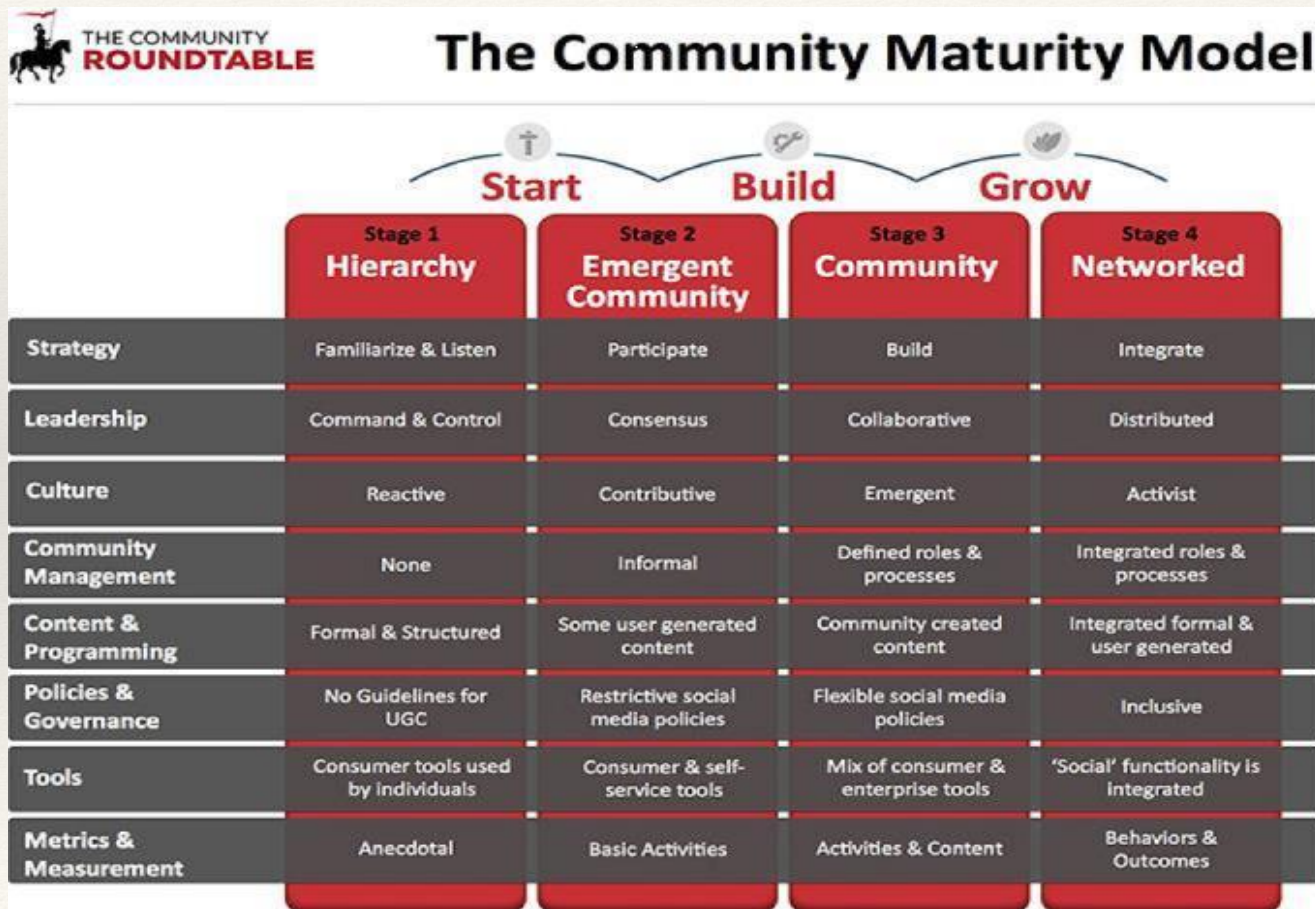 THE COMMUNITY
ROUNDTABLE
The Community Maturity Model
Start
Build
Grow
Stage 1
Hierarchy
Stage 2
Emergent
Community
Stage 3
Community
Stage 4
Networked
Strategy
Familiarize & Listen
Participate
Build
Integrate
Leadership
Command & Control
Consensus
Collaborative
Distributed
Culture
Reactive
Contributive
Emergent
Activist
Community
Management
None
Informal
Defined roles &
processes
Integrated roles &
processes
Content &
Programming
Formal & Structured
Some user generated
content
Community created
content
Integrated formal &
user generated
Policies &
Governance
No Guidelines for
UGC
Restrictive social
media policies
Flexible social media
policies
Inclusive
Tools
Consumer tools used
by individuals
Consumer & self-
service tools
Mix of consumer &
enterprise tools
'Social' functionality is
integrated
Metrics &
Measurement
Anecdotal
Basic Activities
Activities & Content
Behaviors &
Outcomes